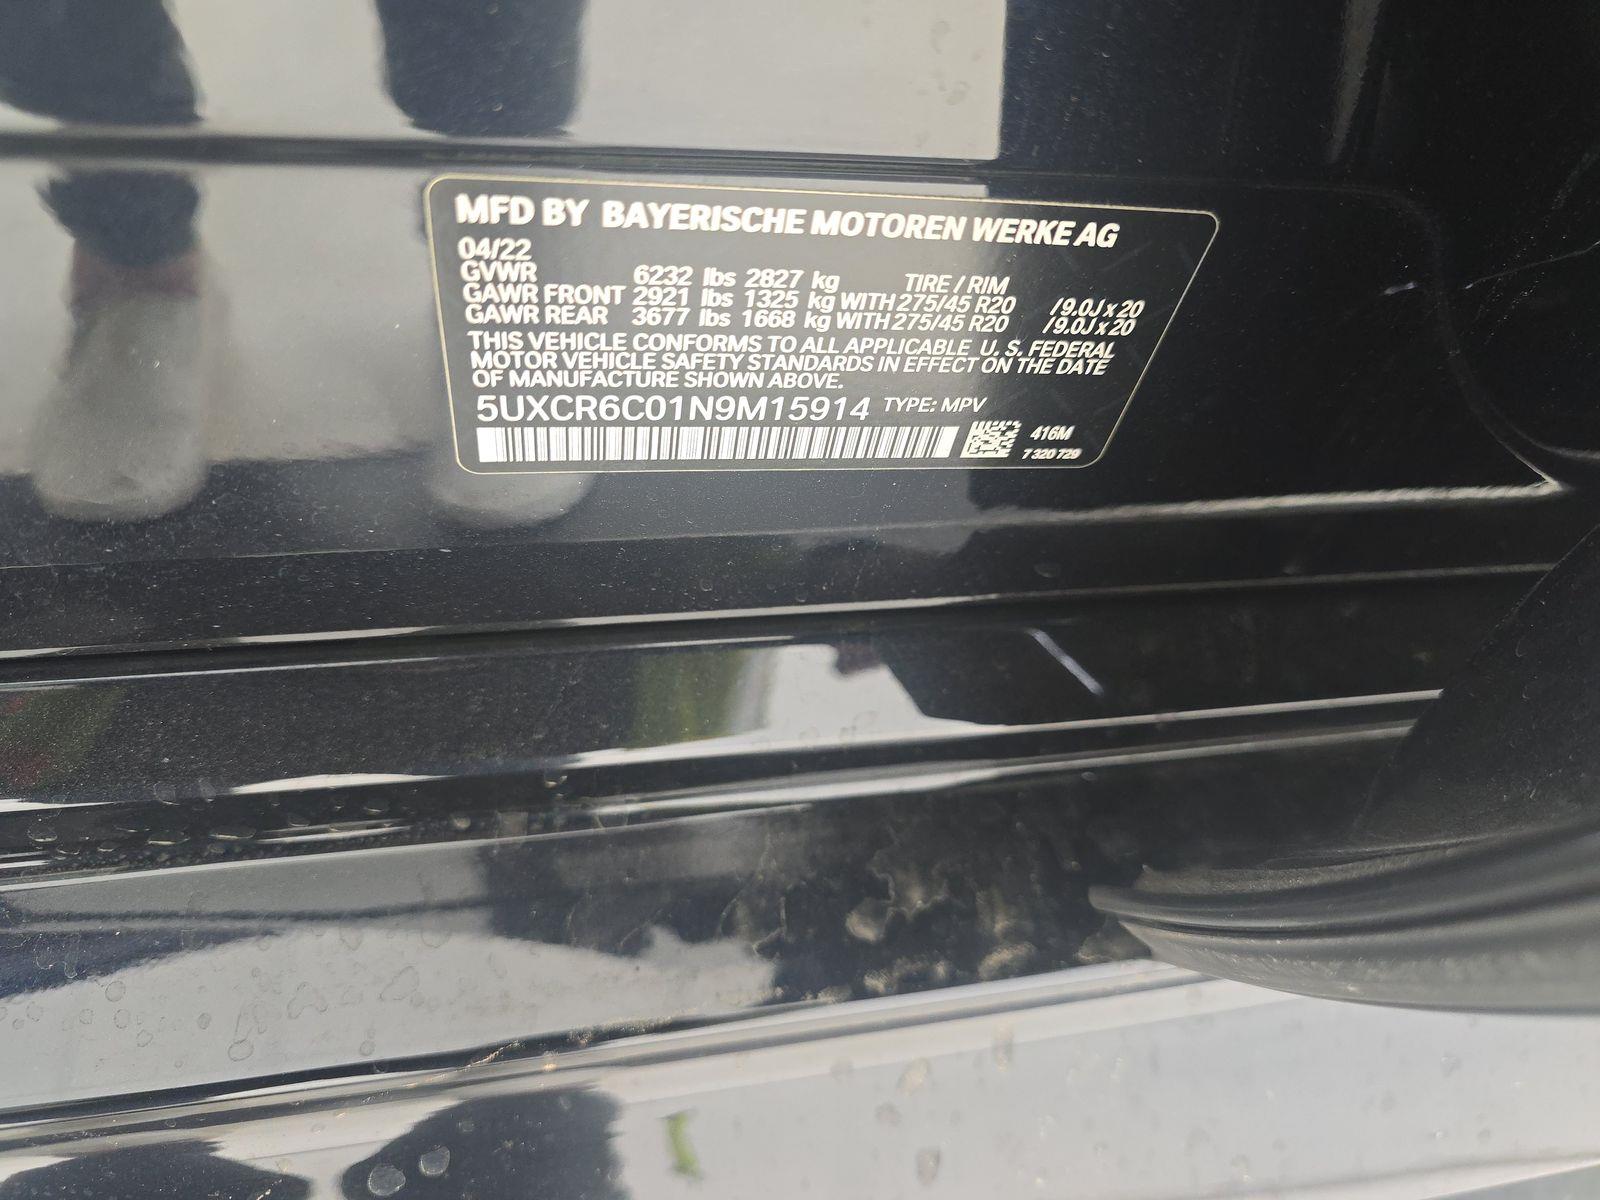 MFD BY BAYERISCHE MOTOREN WERKE AG
04/22
GVWR 6232 lbs 2827 kg TIRE / RIM
GAWR FRONT 2921 lbs 1325 kg WITH 275/45 R20 / 9.0J x 20
GAWR REAR 3677 lbs 1668 kg WITH 275/45 R20 / 9.0J x 20
THIS VEHICLE CONFORMS TO ALL APPLICABLE U. S. FEDERAL
MOTOR VEHICLE SAFETY STANDARDS IN EFFECT ON THE DATE
OF MANUFACTURE SHOWN ABOVE.
5UXCR6C01N9M15914 TYPE: MPV
416M
7 320 729